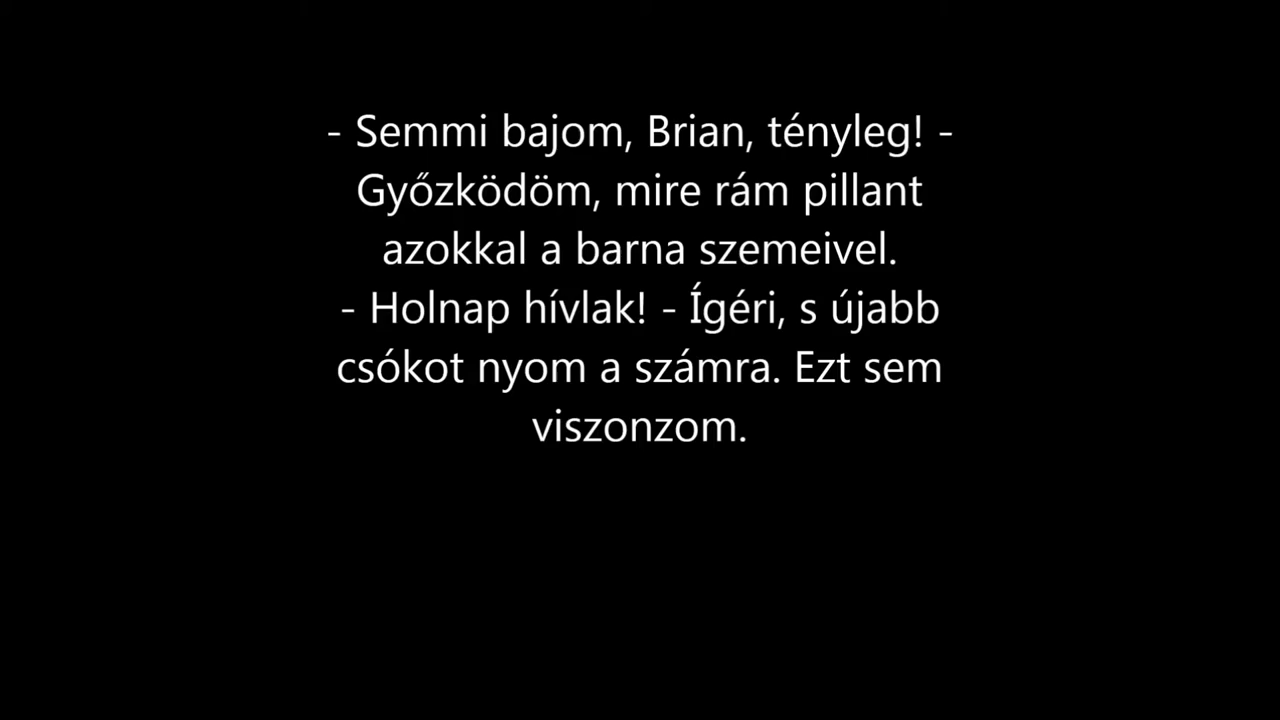 - Semmi bajom, Brian, tényleg! -
Győzködöm, mire rám pillant
azokkal a barna szemeivel.
- Holnap hívlak! - Ígéri, s újabb
csókot nyom a számra. Ezt sem
viszonzom.